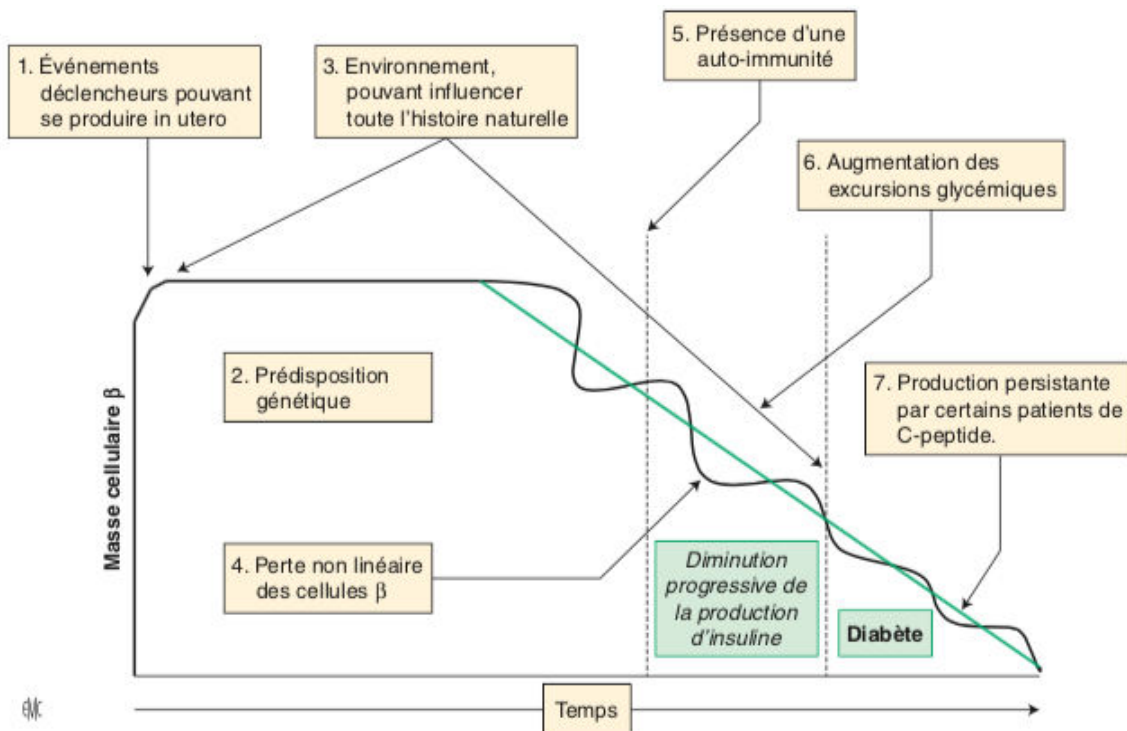 1. Événements
déclencheurs pouvant
se produire in utero
3. Environnement,
pouvant influencer
toute l'histoire naturelle
5. Présence d'une
auto-immunité
6. Augmentation des
excursions glycémiques
2. Prédisposition
génétique
7. Production persistante
par certains patients de
C-peptide.
Masse cellulaire β
4. Perte non linéaire
des cellules β
Diminution
progressive de
la production
d'insuline
Diabète
Temps
EMC